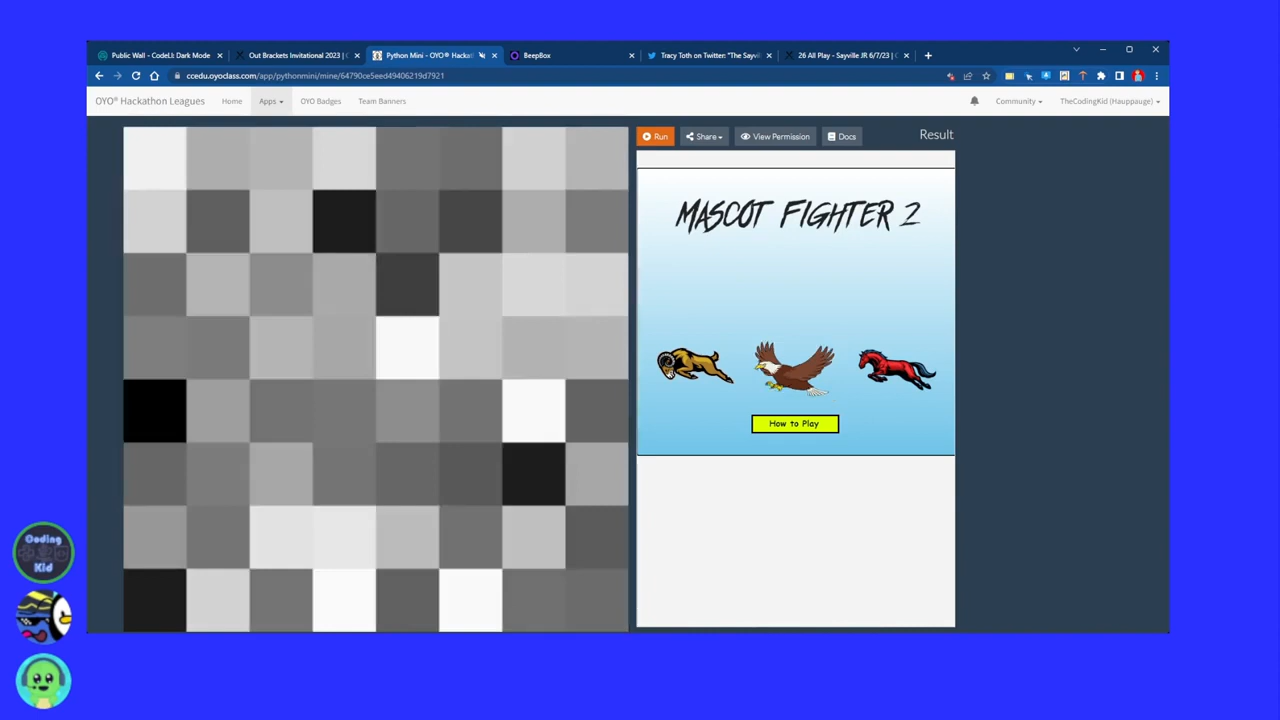 Public Wall - CodeLI: Dark Mode
Out Brackets Invitational 2023 | C
Python Mini - OYO® Hackat
BeepBox
Tracy Toth on Twitter: "The Sayvi
26 All Play - Sayville JR 6/7/23 | C
ccedu.oyoclass.com/app/pythonmini/mine/64790ce5eed49406219d7921
OYO® Hackathon Leagues
Home
Apps
OYO Badges
Team Banners
Community
TheCodingKid (Hauppauge)
Run
Share
View Permission
Docs
Result
MASCOT FIGHTER 2
How to Play
Coding
Kid